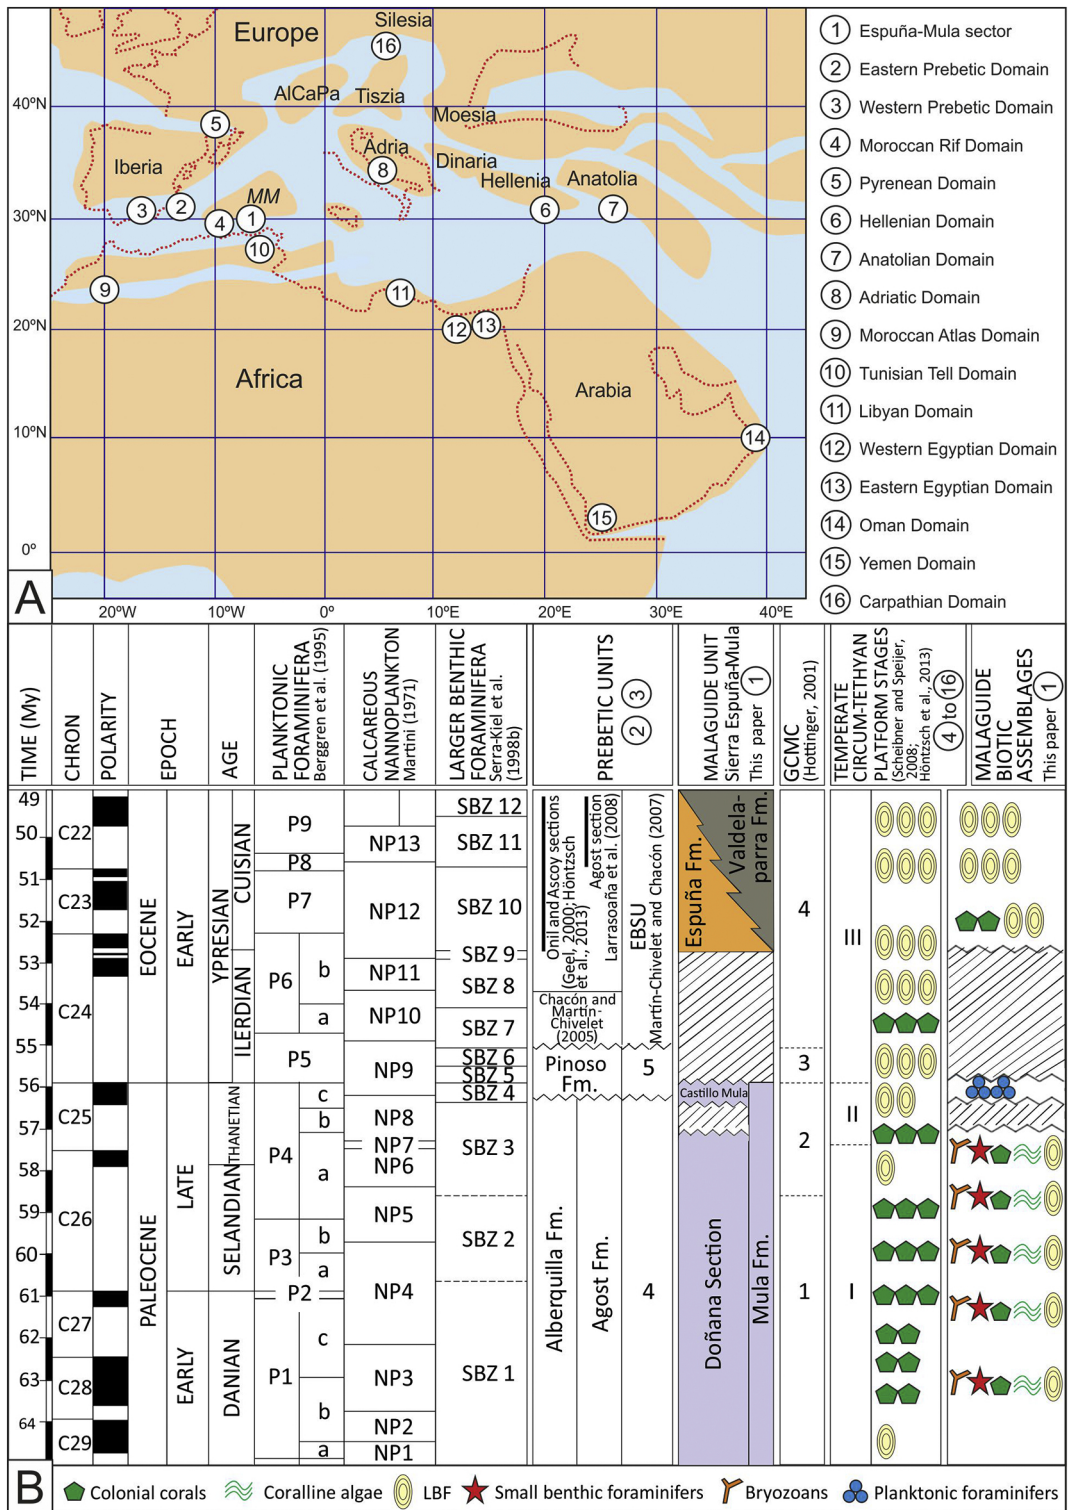 Europe
Silesia
16
AlCaPa
Tiszia
Moesia
40°N
5
Iberia
Adria
8
Dinaria
Hellenia
Anatolia
MM
30°N
3
2
4
1
6
7
10
9
11
20°N
12
13
Africa
Arabia
10°N
14
15
0°
A
20°W
10°W
0°
10°E
20°E
30°E
40°E
1 Espuña-Mula sector
2 Eastern Prebetic Domain
3 Western Prebetic Domain
4 Moroccan Rif Domain
5 Pyrenean Domain
6 Hellenian Domain
7 Anatolian Domain
8 Adriatic Domain
9 Moroccan Atlas Domain
10 Tunisian Tell Domain
11 Libyan Domain
12 Western Egyptian Domain
13 Eastern Egyptian Domain
14 Oman Domain
15 Yemen Domain
16 Carpathian Domain
TIME (My)
CHRON
POLARITY
EPOCH
AGE
PLANKTONIC
FORAMINIFERA
Berggren et al. (1995)
CALCAREOUS
NANNOPLANKTON
Martini (1971)
LARGER BENTHIC
FORAMINIFERA
Serra-Kiel et al.
(1998b)
PREBETIC UNITS
2 3
MALAGUIDE UNIT
Sierra Espuña-Mula
This paper 1
GCMC
(Hottinger, 2001)
TEMPERATE
CIRCUM-TETHYAN
PLATFORM STAGES
(Scheibner and Speijer,
2008;
Höntzsch et al., 2013)
4 to 16
MALAGUIDE
BIOTIC
ASSEMBLAGES
This paper 1
49
50
51
52
53
54
55
56
57
58
59
60
61
62
63
64
C22
C23
C24
C25
C26
C27
C28
C29
EOCENE
PALEOCENE
EARLY
LATE
EARLY
YPRESIAN
CUISIAN
ILERDIAN
THANETIAN
SELANDIAN
DANIAN
P9
P8
P7
P6
b
a
P5
P4
c
b
a
P3
b
a
P2
P1
c
b
a
NP13
NP12
NP11
NP10
NP9
NP8
NP7
NP6
NP5
NP4
NP3
NP2
NP1
SBZ 12
SBZ 11
SBZ 10
SBZ 9
SBZ 8
SBZ 7
SBZ 6
SBZ 5
SBZ 4
SBZ 3
SBZ 2
SBZ 1
Onil and Ascoy sections
(Geel, 2000; Höntzsch
et al., 2013)
Agost section
Larrasoaña et al. (2008)
EBSU
Martín-Chivelet and Chacón (2007)
Chacón and
Martín-
Chivelet
(2005)
Pinoso
Fm.
5
Alberquilla Fm.
Agost Fm.
4
Espuña Fm.
Valdela-
parra Fm.
Castillo Mula
Doñana Section
Mula Fm.
4
3
2
1
III
II
I
B
Colonial corals
Coralline algae
LBF
Small benthic foraminifers
Bryozoans
Planktonic foraminifers